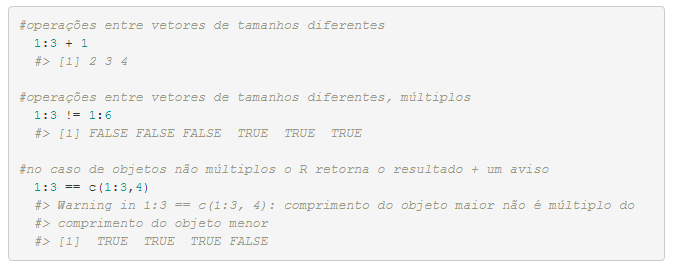 #operações entre vetores de tamanhos diferentes
1:3 + 1
#> [1] 2 3 4
#operações entre vetores de tamanhos diferentes, múltiplos
1:3 != 1:6
#> [1] FALSE FALSE FALSE  TRUE  TRUE  TRUE
#no caso de objetos não múltiplos o R retorna o resultado + um aviso
1:3 == c(1:3,4)
#> Warning in 1:3 == c(1:3, 4): comprimento do objeto maior não é múltiplo do
#> comprimento do objeto menor
#> [1]  TRUE  TRUE  TRUE FALSE